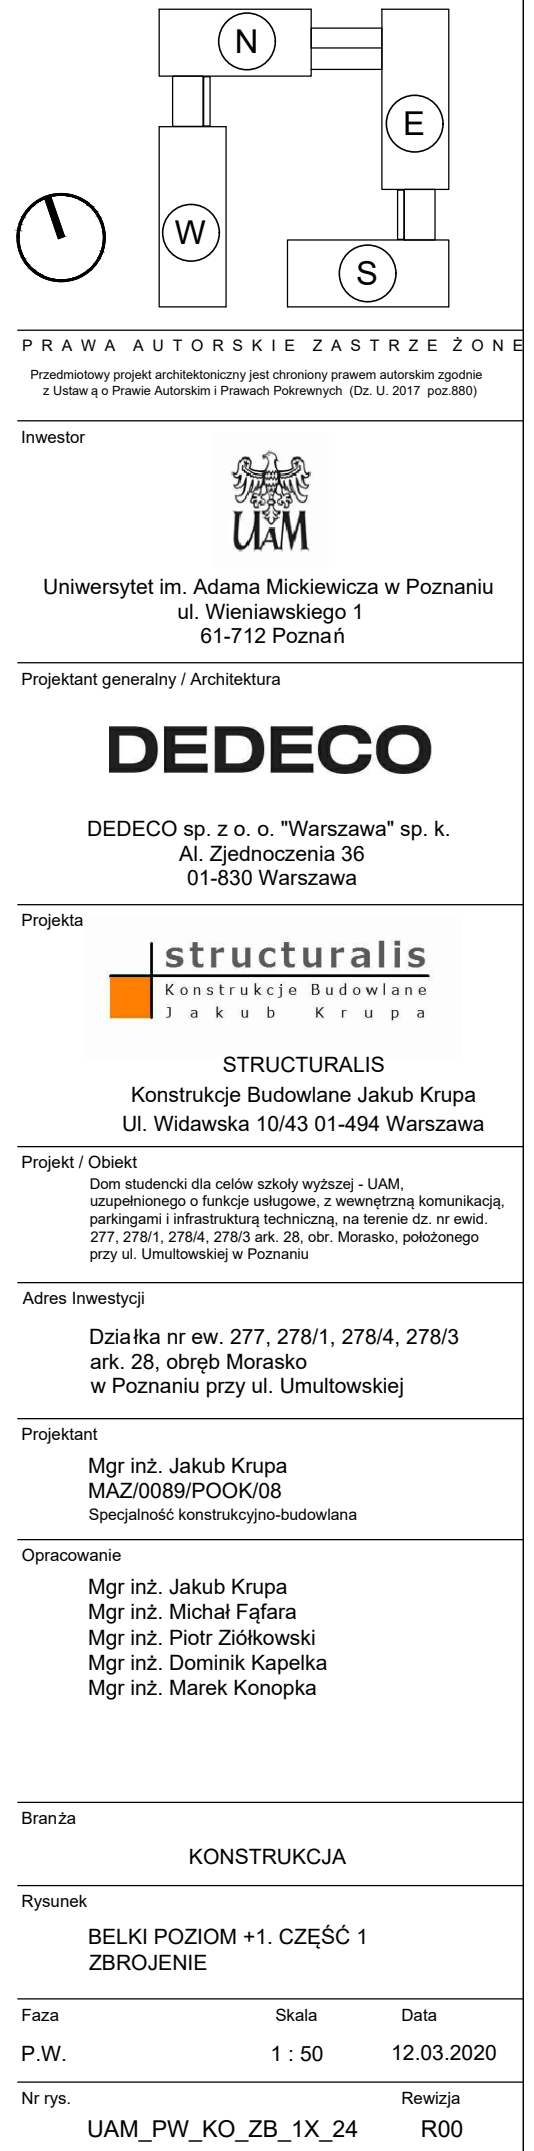 N
E
W
S
PRAWA AUTORSKIE ZASTRZEŻONE
Przedmiotowy projekt architektoniczny jest chroniony prawem autorskim zgodnie
z Ustawą o Prawie Autorskim i Prawach Pokrewnych (Dz. U. 2017 poz.880)
Inwestor
UAM
Uniwersytet im. Adama Mickiewicza w Poznaniu
ul. Wieniawskiego 1
61-712 Poznań
Projektant generalny / Architektura
DEDECO
DEDECO sp. z o. o. "Warszawa" sp. k.
Al. Zjednoczenia 36
01-830 Warszawa
Projekta
structuralis
Konstrukcje Budowlane
Jakub Krupa
STRUCTURALIS
Konstrukcje Budowlane Jakub Krupa
Ul. Widawska 10/43 01-494 Warszawa
Projekt / Obiekt
Dom studencki dla celów szkoły wyższej - UAM,
uzupełnionego o funkcje usługowe, z wewnętrzną komunikacją,
parkingami i infrastrukturą techniczną, na terenie dz. nr ewid.
277, 278/1, 278/4, 278/3 ark. 28, obr. Morasko, położonego
przy ul. Umultowskiej w Poznaniu
Adres Inwestycji
Działka nr ew. 277, 278/1, 278/4, 278/3
ark. 28, obręb Morasko
w Poznaniu przy ul. Umultowskiej
Projektant
Mgr inż. Jakub Krupa
MAZ/0089/POOK/08
Specjalność konstrukcyjno-budowlana
Opracowanie
Mgr inż. Jakub Krupa
Mgr inż. Michał Fąfara
Mgr inż. Piotr Ziółkowski
Mgr inż. Dominik Kapelka
Mgr inż. Marek Konopka
Branża
KONSTRUKCJA
Rysunek
BELKI POZIOM +1. CZĘŚĆ 1
ZBROJENIE
Faza Skala Data
P.W. 1 : 50 12.03.2020
Nr rys. Rewizja
UAM_PW_KO_ZB_1X_24 R00